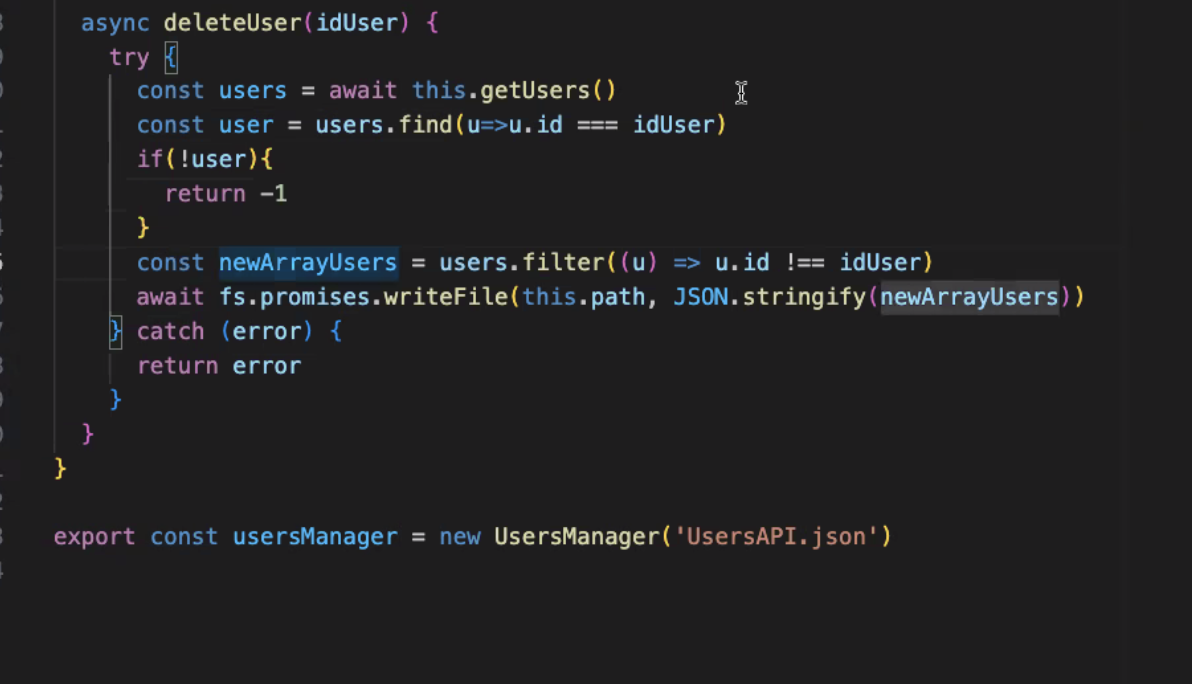 async deleteUser(idUser) {
try {
const users = await this.getUsers()
const user = users.find(u=>u.id === idUser)
if(!user){
return -1
}
const newArrayUsers = users.filter((u) => u.id !== idUser)
await fs.promises.writeFile(this.path, JSON.stringify(newArrayUsers))
} catch (error) {
return error
}
}
}
export const usersManager = new UsersManager('UsersAPI.json')